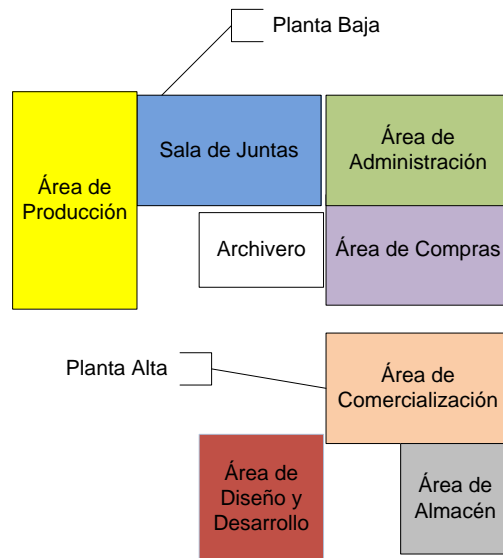 Planta Baja
Sala de Juntas
Área de
Administración
Área de
Producción
Archivero
Área de Compras
Planta Alta
Área de
Comercialización
Área de
Diseño y
Desarrollo
Área de
Almacén